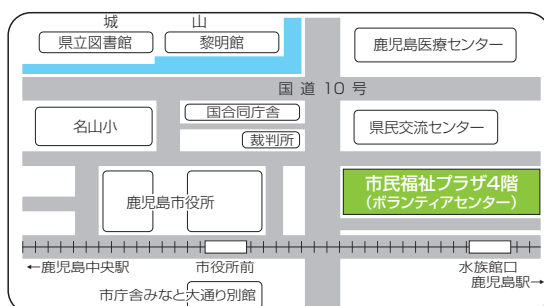 城 山
県立図書館
黎明館
鹿児島医療センター
国道10号
国合同庁舎
名山小
県民交流センター
裁判所
市民福祉プラザ4階
(ボランティアセンター)
鹿児島市役所
←鹿児島中央駅
市役所前
水族館口
鹿児島駅→
市庁舎みなと大通り別館